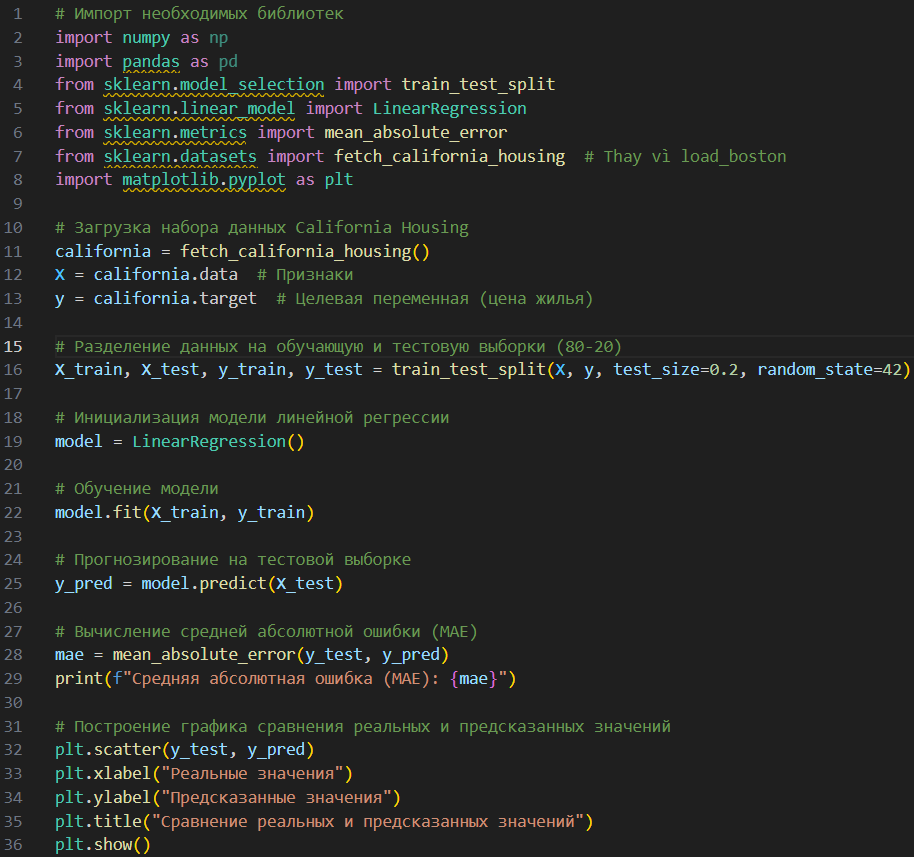 1 # Импорт необходимых библиотек
2 import numpy as np
3 import pandas as pd
4 from sklearn.model_selection import train_test_split
5 from sklearn.linear_model import LinearRegression
6 from sklearn.metrics import mean_absolute_error
7 from sklearn.datasets import fetch_california_housing  # Thay vì load_boston
8 import matplotlib.pyplot as plt
9
10 # Загрузка набора данных California Housing
11 california = fetch_california_housing()
12 X = california.data  # Признаки
13 y = california.target  # Целевая переменная (цена жилья)
14
15 # Разделение данных на обучающую и тестовую выборки (80-20)
16 X_train, X_test, y_train, y_test = train_test_split(X, y, test_size=0.2, random_state=42)
17
18 # Инициализация модели линейной регрессии
19 model = LinearRegression()
20
21 # Обучение модели
22 model.fit(X_train, y_train)
23
24 # Прогнозирование на тестовой выборке
25 y_pred = model.predict(X_test)
26
27 # Вычисление средней абсолютной ошибки (MAE)
28 mae = mean_absolute_error(y_test, y_pred)
29 print(f"Средняя абсолютная ошибка (MAE): {mae}")
30
31 # Построение графика сравнения реальных и предсказанных значений
32 plt.scatter(y_test, y_pred)
33 plt.xlabel("Реальные значения")
34 plt.ylabel("Предсказанные значения")
35 plt.title("Сравнение реальных и предсказанных значений")
36 plt.show()